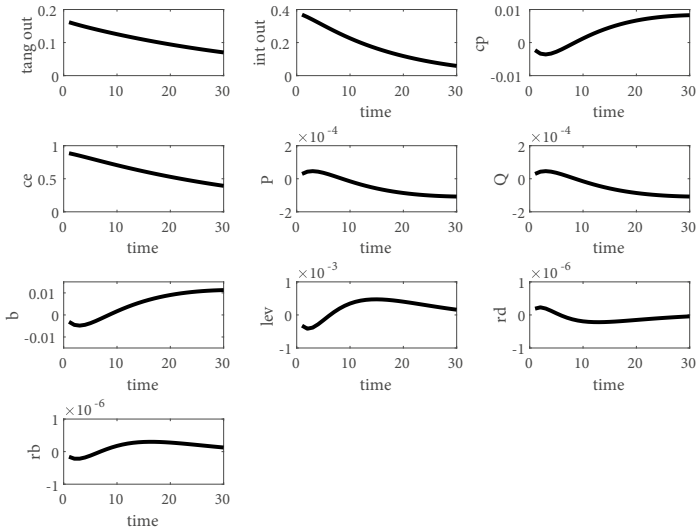 0.2
0.1
0
tang out
0 10 20 30
time
0.4
0.2
0
int out
0 10 20 30
time
0.01
0
-0.01
cp
0 10 20 30
time
1
0.5
0
ce
0 10 20 30
time
×10 -4
2
0
-2
P
0 10 20 30
time
×10 -4
2
0
-2
Q
0 10 20 30
time
0.01
0
-0.01
b
0 10 20 30
time
×10 -3
1
0
-1
lev
0 10 20 30
time
×10 -6
1
0
-1
rd
0 10 20 30
time
×10 -6
1
0
-1
rb
0 10 20 30
time